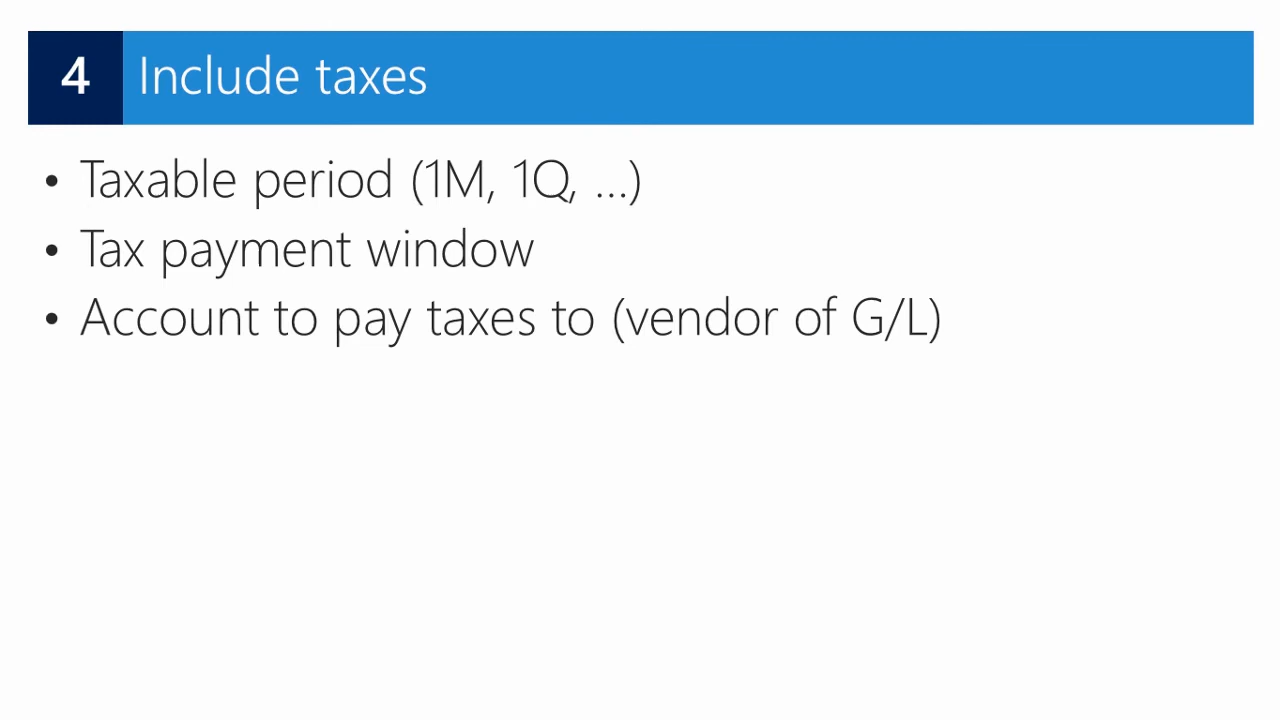 4 Include taxes
• Taxable period (1M, 1Q, ...)
• Tax payment window
• Account to pay taxes to (vendor of G/L)